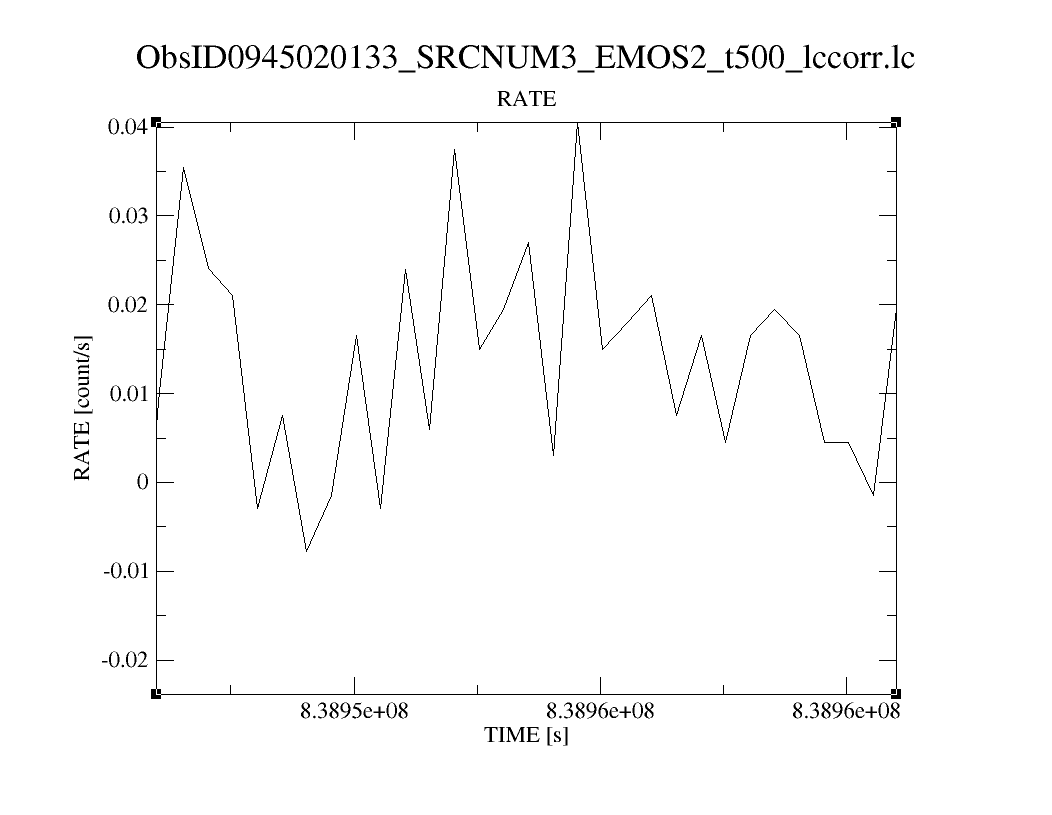 ObsID0945020133_SRCNUM3_EMOS2_t500_lccorr.lc
RATE
0.04
0.03
0.02
0.01
0
-0.01
-0.02
RATE [count/s]
8.3895e+08 8.3896e+08 8.3896e+08
TIME [s]